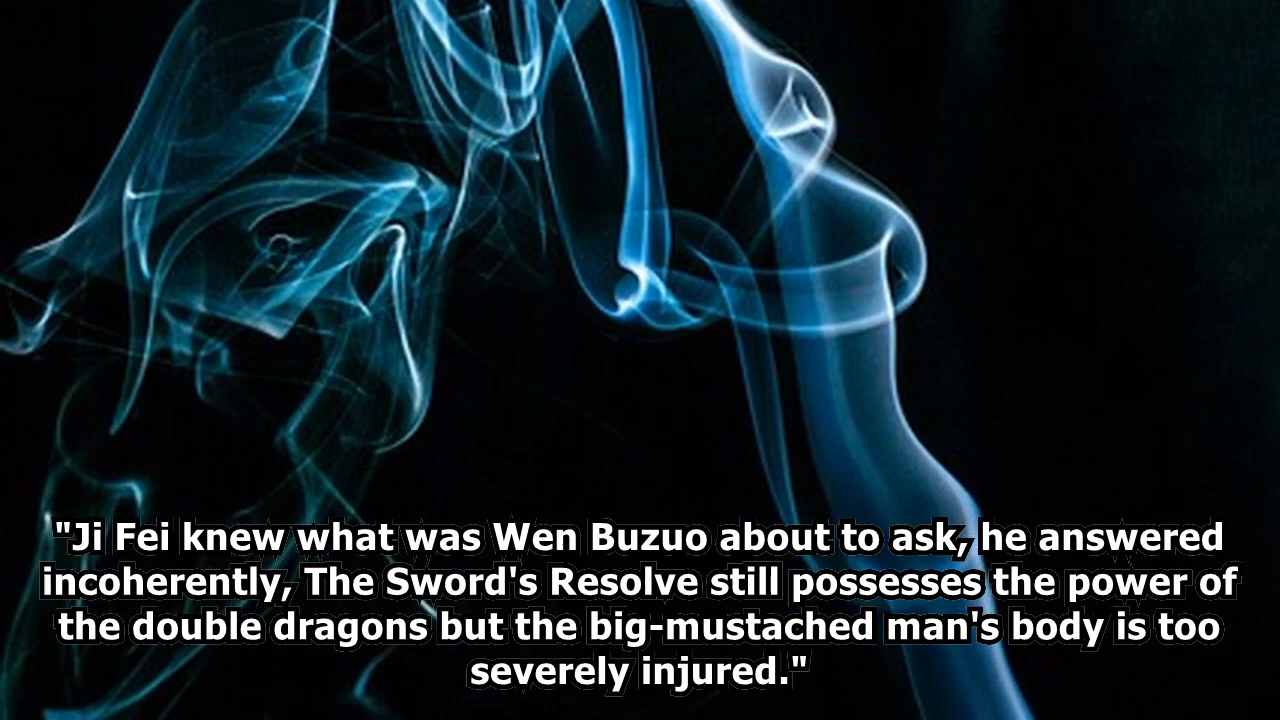 "Ji Fei knew what was Wen Buzuo about to ask, he answered
incoherently, The Sword's Resolve still possesses the power of
the double dragons but the big-mustached man's body is too
severely injured."